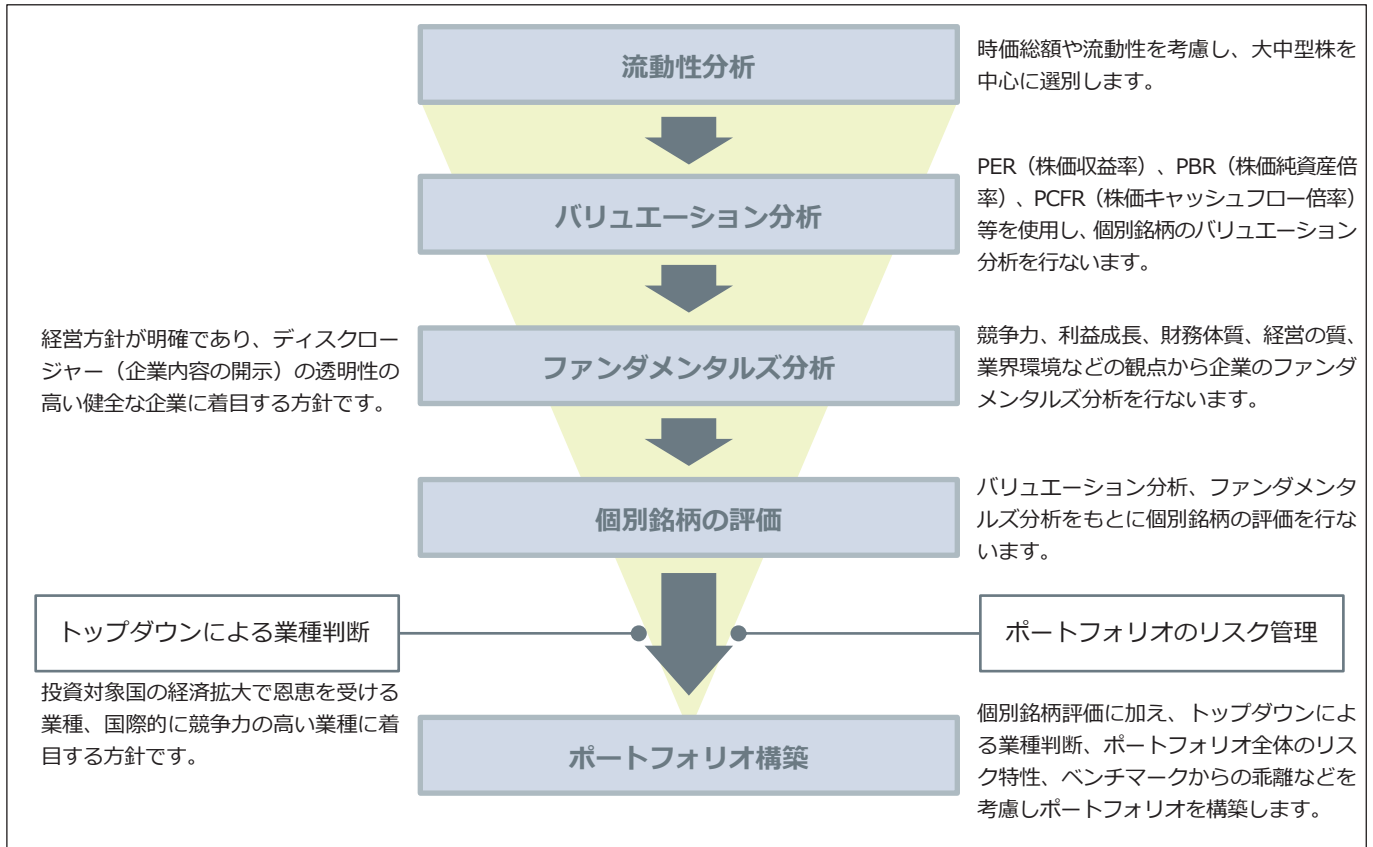 流動性分析
時価総額や流動性を考慮し、大中型株を
中心に選別します。
バリュエーション分析
PER（株価収益率）、PBR（株価純資産倍
率）、PCFR（株価キャッシュフロー倍率）
等を使用し、個別銘柄のバリュエーション
分析を行ないます。
経営方針が明確であり、ディスクロー
ジャー（企業内容の開示）の透明性の
高い健全な企業に着目する方針です。
ファンダメンタルズ分析
競争力、利益成長、財務体質、経営の質、
業界環境などの観点から企業のファンダ
メンタルズ分析を行ないます。
個別銘柄の評価
バリュエーション分析、ファンダメンタ
ルズ分析をもとに個別銘柄の評価を行な
います。
トップダウンによる業種判断
ポートフォリオのリスク管理
投資対象国の経済拡大で恩恵を受ける
業種、国際的に競争力の高い業種に着
目する方針です。
ポートフォリオ構築
個別銘柄評価に加え、トップダウンによ
る業種判断、ポートフォリオ全体のリス
ク特性、ベンチマークからの乖離などを
考慮しポートフォリオを構築します。